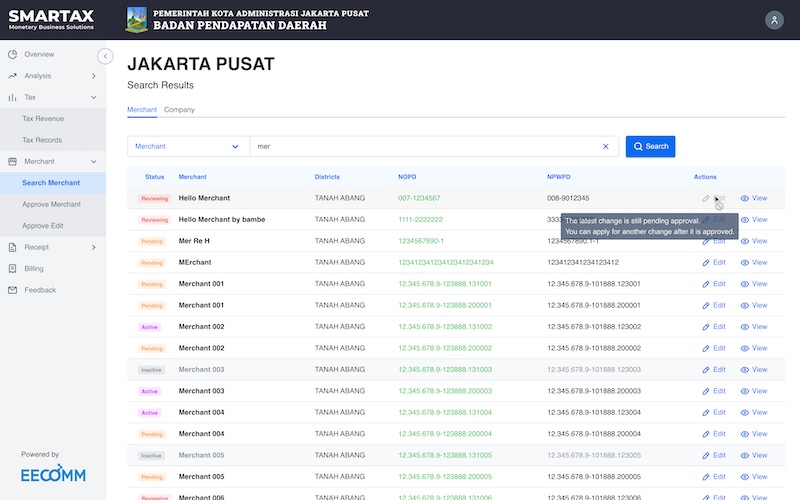 SMARTAX
Monetary Business Solutions
PEMERINTAH KOTA ADMINISTRASI JAKARTA PUSAT
BADAN PENDAPATAN DAERAH
Overview
Analysis
Tax
Tax Revenue
Tax Records
Merchant
Search Merchant
Approve Merchant
Approve Edit
Receipt
Billing
Feedback
Powered by
EECOMM
JAKARTA PUSAT
Search Results
Merchant Company
Merchant mer Search
Status Merchant Districts NOPD NPWPD Actions
Reviewing Hello Merchant TANAH ABANG 007-1234567 008-9012345 Edit View
The latest change is still pending approval.
You can apply for another change after it is approved.
Reviewing Hello Merchant by bambe TANAH ABANG 1111-2222222 View
Pending Mer Re H TANAH ABANG 1234567890-1 1234567890.1-1 Edit View
Pending MErchant TANAH ABANG 123412341234123412341234 123412341234123412 Edit View
Pending Merchant 001 TANAH ABANG 12.345.678.9-123888.131001 12.345.678.9-101888.123001 Edit View
Pending Merchant 001 TANAH ABANG 12.345.678.9-123888.200001 12.345.678.9-101888.200001 Edit View
Active Merchant 002 TANAH ABANG 12.345.678.9-123888.131002 12.345.678.9-101888.123002 Edit View
Pending Merchant 002 TANAH ABANG 12.345.678.9-123888.200002 12.345.678.9-101888.200002 Edit View
Inactive Merchant 003 TANAH ABANG 12.345.678.9-123888.131003 12.345.678.9-101888.123003 Edit View
Active Merchant 003 TANAH ABANG 12.345.678.9-123888.200003 12.345.678.9-101888.200003 Edit View
Active Merchant 004 TANAH ABANG 12.345.678.9-123888.131004 12.345.678.9-101888.123004 Edit View
Pending Merchant 004 TANAH ABANG 12.345.678.9-123888.200004 12.345.678.9-101888.200004 Edit View
Inactive Merchant 005 TANAH ABANG 12.345.678.9-123888.131005 12.345.678.9-101888.123005 Edit View
Pending Merchant 005 TANAH ABANG 12.345.678.9-123888.200005 12.345.678.9-101888.200005 Edit View
Reviewing Merchant 006 TANAH ABANG 12.345.678.9-123888.131006 12.345.678.9-101888.123006 Edit View